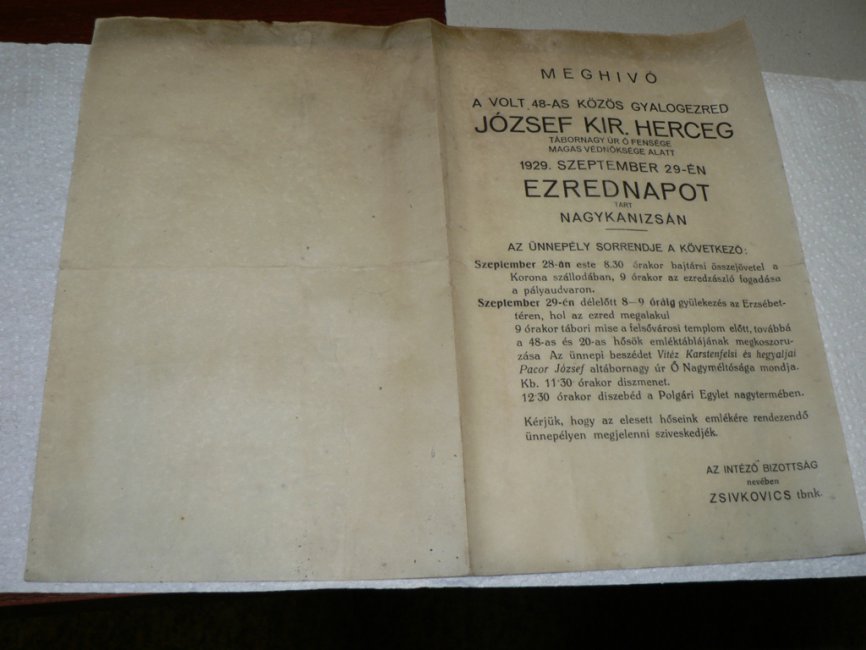 MEGHIVÓ
A VOLT 48-AS KÖZÖS GYALOGEZRED
JÓZSEF KIR. HERCEG
TÁBORNAGY ÚR Ő FENSÉGE
MAGAS VÉDNÖKSÉGE ALATT
1929. SZEPTEMBER 29-ÉN
EZREDNAPOT
TART
NAGYKANIZSÁN
AZ ÜNNEPÉLY SORRENDJE A KÖVETKEZŐ:
Szeptember 28-án este 8.30 órakor bajtársi összejövetel a
Korona szállodában, 9 órakor az ezredzászló fogadása
a pályaudvaron.
Szeptember 29-én délelőtt 8—9 óráig gyülekezés az Erzsébet-
téren, hol az ezred megalakul
9 órakor tábori mise a felsővárosi templom előtt, továbbá
a 48-as és 20-as hősök emléktáblájának megkoszoru-
zása Az ünnepi beszédet Vitéz Karstenfelsi és hegyaljai
Pacor József altábornagy úr Ő Nagyméltósága mondja.
Kb. 11·30 órakor diszmenet.
12·30 órakor diszebéd a Polgári Egylet nagytermében.
Kérjük, hogy az elesett hőseink emlékére rendezendő
ünnepélyen megjelenni sziveskedjék.
AZ INTÉZŐ BIZOTTSÁG
nevében
ZSIVKOVICS tbnk.